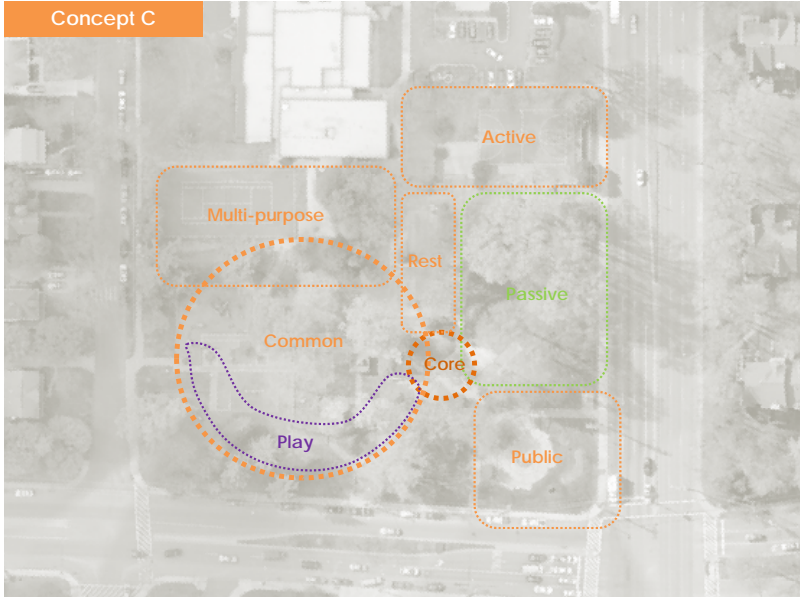 Concept C
Active
Multi-purpose
Rest
Passive
Common
Core
Play
Public